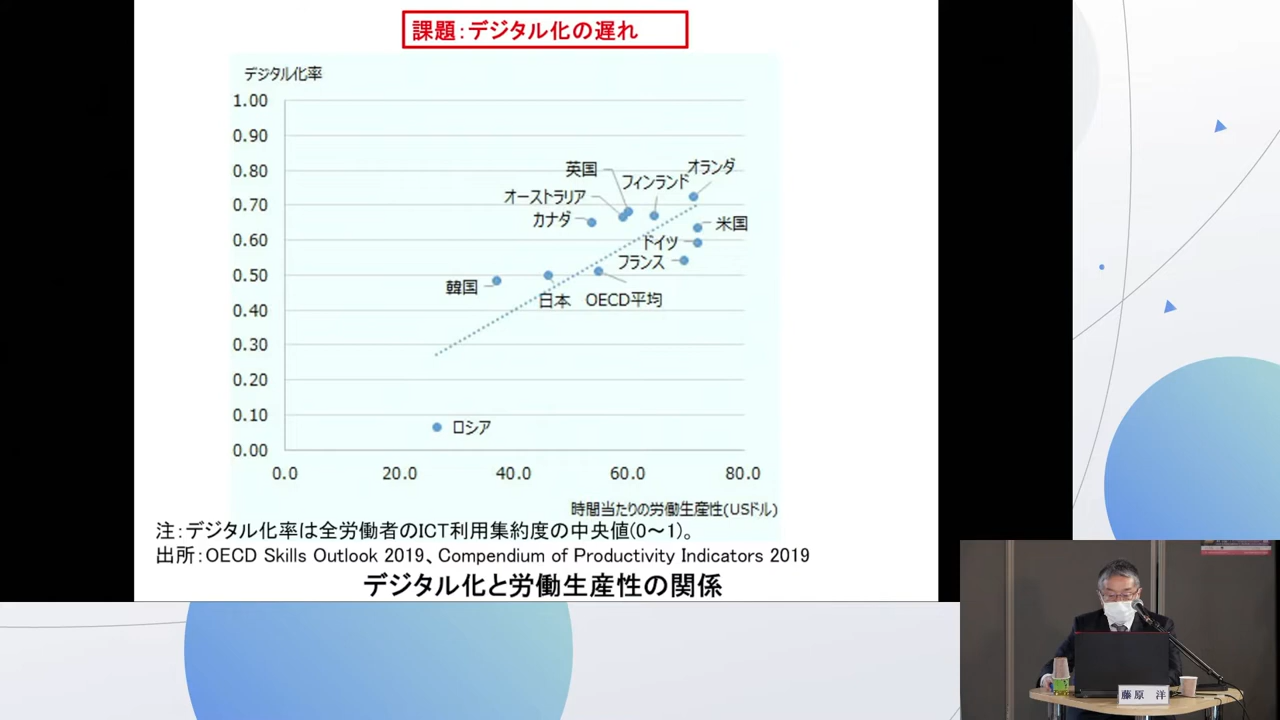 課題：デジタル化の遅れ
デジタル化率
1.00
0.90
0.80
0.70
0.60
0.50
0.40
0.30
0.20
0.10
0.00
英国
オランダ
フィンランド
オーストラリア
カナダ
米国
ドイツ
フランス
韓国
日本
OECD平均
ロシア
0.0 20.0 40.0 60.0 80.0
時間当たりの労働生産性(USドル)
注：デジタル化率は全労働者のICT利用集約度の中央値(0～1)。
出所：OECD Skills Outlook 2019、Compendium of Productivity Indicators 2019
デジタル化と労働生産性の関係
藤原 洋